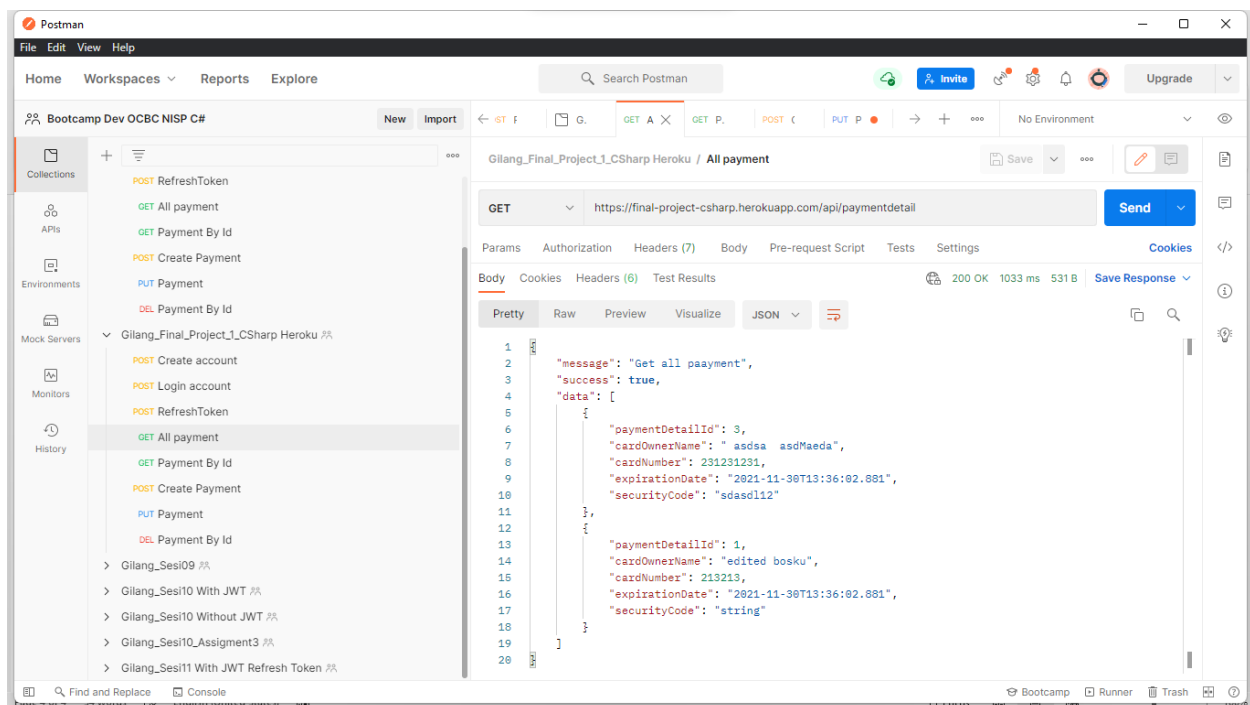 Postman
File Edit View Help
Home Workspaces Reports Explore Search Postman Invite Upgrade
Bootcamp Dev OCBC NISP C# New Import
G. GET A GET P. POST ( PUT P No Environment
Collections
APIs
Environments
Mock Servers
Monitors
History
POST RefreshToken
GET All payment
GET Payment By Id
POST Create Payment
PUT Payment
DEL Payment By Id
Gilang_Final_Project_1_CSharp Heroku
POST Create account
POST Login account
POST RefreshToken
GET All payment
GET Payment By Id
POST Create Payment
PUT Payment
DEL Payment By Id
Gilang_Sesi09
Gilang_Sesi10 With JWT
Gilang_Sesi10 Without JWT
Gilang_Sesi10_Assigment3
Gilang_Sesi11 With JWT Refresh Token
Gilang_Final_Project_1_CSharp Heroku / All payment Save
GET https://final-project-csharp.herokuapp.com/api/paymentdetail Send
Params Authorization Headers (7) Body Pre-request Script Tests Settings Cookies
Body Cookies Headers (6) Test Results 200 OK 1033 ms 531 B Save Response
Pretty Raw Preview Visualize JSON
1 {
2 "message": "Get all paayment",
3 "success": true,
4 "data": [
5 {
6 "paymentDetailId": 3,
7 "cardOwnerName": " asdsa  asdMaeda",
8 "cardNumber": 231231231,
9 "expirationDate": "2021-11-30T13:36:02.881",
10 "securityCode": "sdasdl12"
11 },
12 {
13 "paymentDetailId": 1,
14 "cardOwnerName": "edited bosku",
15 "cardNumber": 213213,
16 "expirationDate": "2021-11-30T13:36:02.881",
17 "securityCode": "string"
18 }
19 ]
20 }
Find and Replace Console Bootcamp Runner Trash